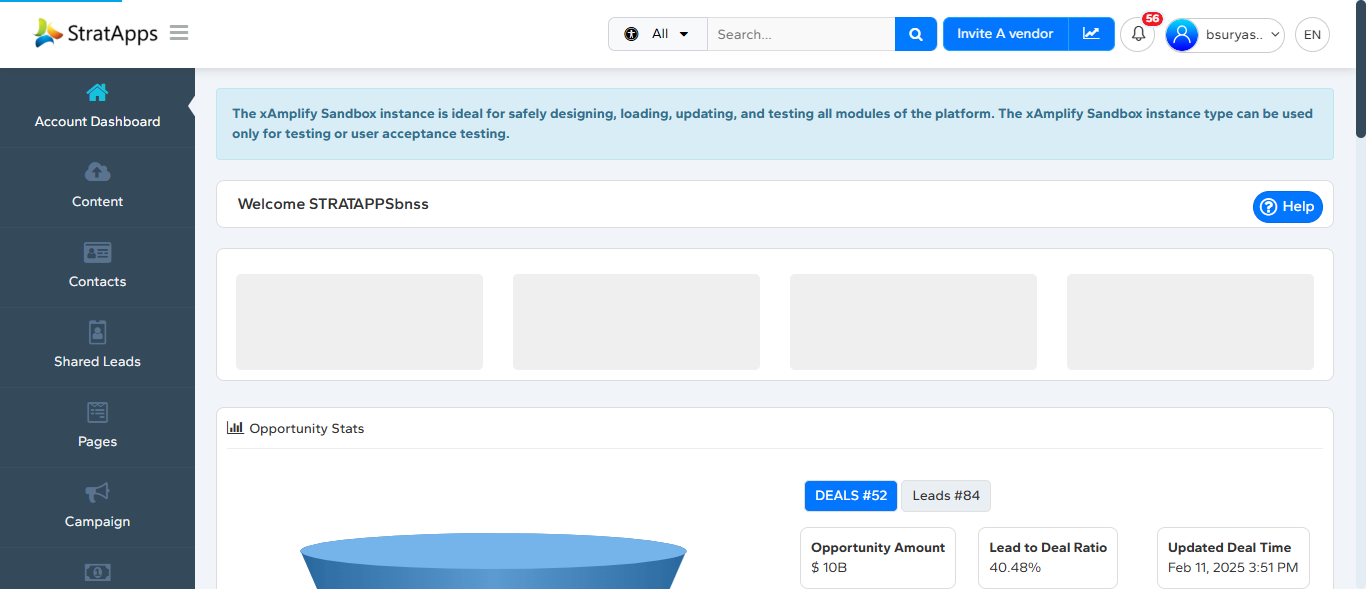 StratApps
All
Search...
Invite A vendor
56
bsuryas..
EN
Account Dashboard
Content
Contacts
Shared Leads
Pages
Campaign
The xAmplify Sandbox instance is ideal for safely designing, loading, updating, and testing all modules of the platform. The xAmplify Sandbox instance type can be used
only for testing or user acceptance testing.
Welcome STRATAPPSbnss
Help
Opportunity Stats
DEALS #52
Leads #84
Opportunity Amount
$ 10B
Lead to Deal Ratio
40.48%
Updated Deal Time
Feb 11, 2025 3:51 PM